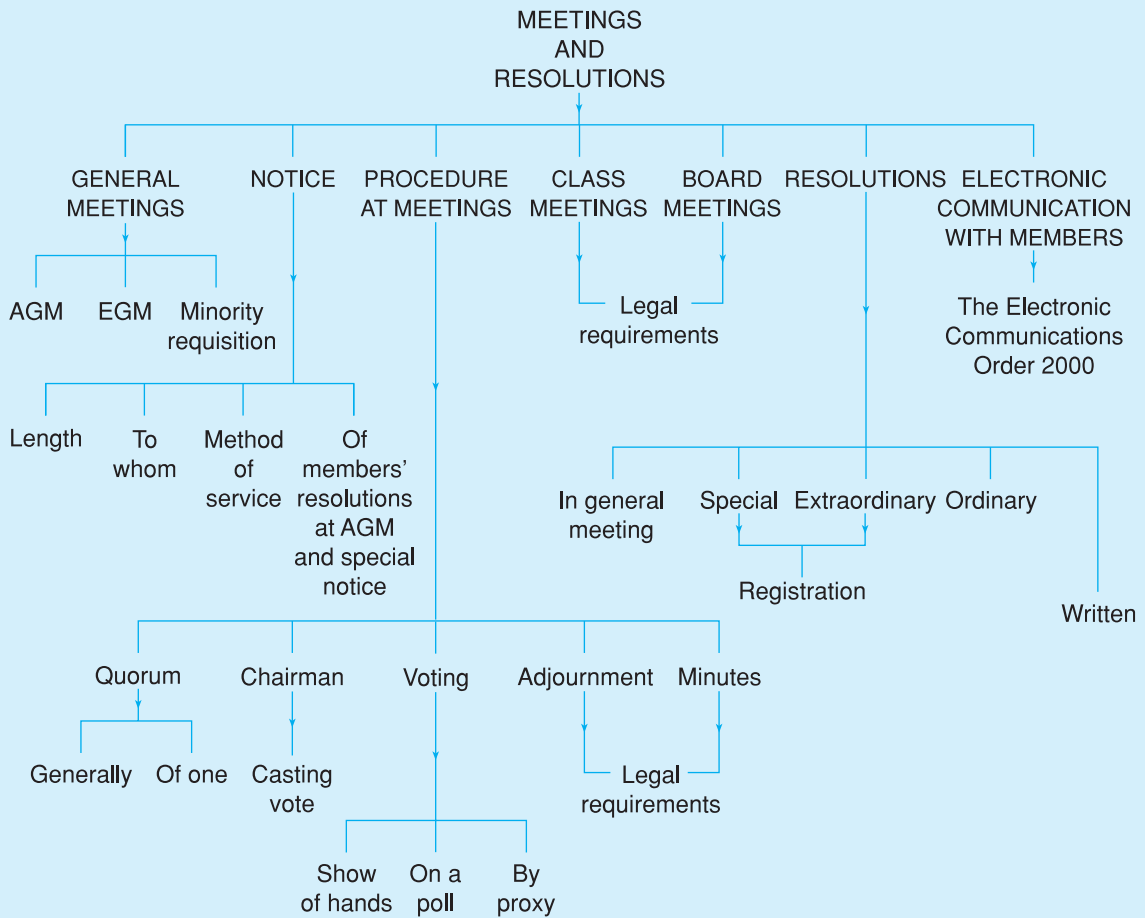 MEETINGS
AND
RESOLUTIONS
GENERAL
MEETINGS
NOTICE
PROCEDURE
AT MEETINGS
CLASS
MEETINGS
BOARD
MEETINGS
RESOLUTIONS
ELECTRONIC
COMMUNICATION
WITH MEMBERS
AGM
EGM
Minority
requisition
Legal
requirements
The Electronic
Communications
Order 2000
Length
To
whom
Method
of
service
Of
members’
resolutions
at AGM
and special
notice
In general
meeting
Special
Extraordinary
Ordinary
Registration
Written
Quorum
Chairman
Voting
Adjournment
Minutes
Generally
Of one
Casting
vote
Legal
requirements
Show
of hands
On a
poll
By
proxy